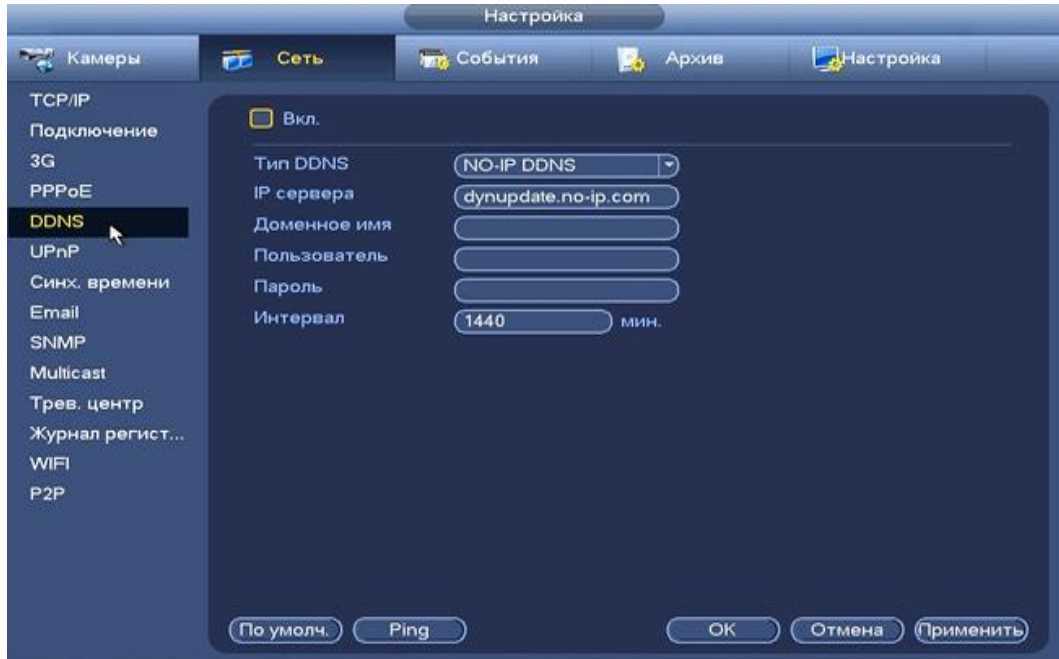 Настройка
Камеры
Сеть
События
Архив
Настройка
TCP/IP
Подключение
3G
PPPoE
DDNS
UPnP
Синх. времени
Email
SNMP
Multicast
Трев. центр
Журнал регист...
WIFI
P2P
Вкл.
Тип DDNS NO-IP DDNS
IP сервера dynupdate.no-ip.com
Доменное имя
Пользователь
Пароль
Интервал 1440 мин.
По умолч. Ping OK Отмена Применить